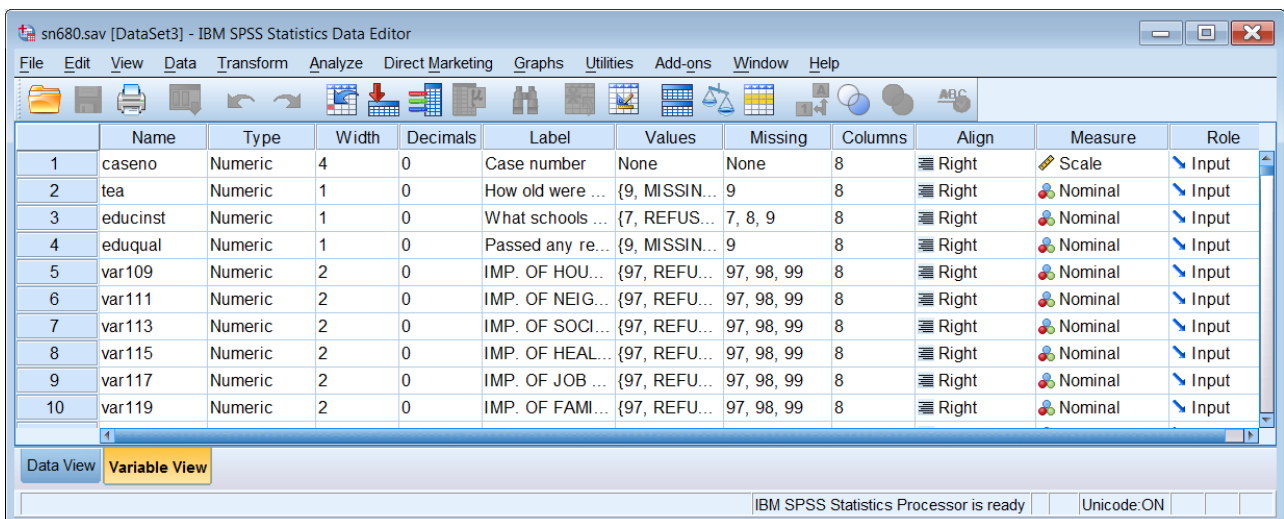 sn680.sav [DataSet3] - IBM SPSS Statistics Data Editor
File Edit View Data Transform Analyze Direct Marketing Graphs Utilities Add-ons Window Help
Name Type Width Decimals Label Values Missing Columns Align Measure Role
1 caseno Numeric 4 0 Case number None None 8 Right Scale Input
2 tea Numeric 1 0 How old were ... {9, MISSIN... 9 8 Right Nominal Input
3 educinst Numeric 1 0 What schools ... {7, REFUS... 7, 8, 9 8 Right Nominal Input
4 eduqual Numeric 1 0 Passed any re... {9, MISSIN... 9 8 Right Nominal Input
5 var109 Numeric 2 0 IMP. OF HOU... {97, REFU... 97, 98, 99 8 Right Nominal Input
6 var111 Numeric 2 0 IMP. OF NEIG... {97, REFU... 97, 98, 99 8 Right Nominal Input
7 var113 Numeric 2 0 IMP. OF SOCI... {97, REFU... 97, 98, 99 8 Right Nominal Input
8 var115 Numeric 2 0 IMP. OF HEAL... {97, REFU... 97, 98, 99 8 Right Nominal Input
9 var117 Numeric 2 0 IMP. OF JOB ... {97, REFU... 97, 98, 99 8 Right Nominal Input
10 var119 Numeric 2 0 IMP. OF FAMI... {97, REFU... 97, 98, 99 8 Right Nominal Input
Data View Variable View
IBM SPSS Statistics Processor is ready Unicode:ON